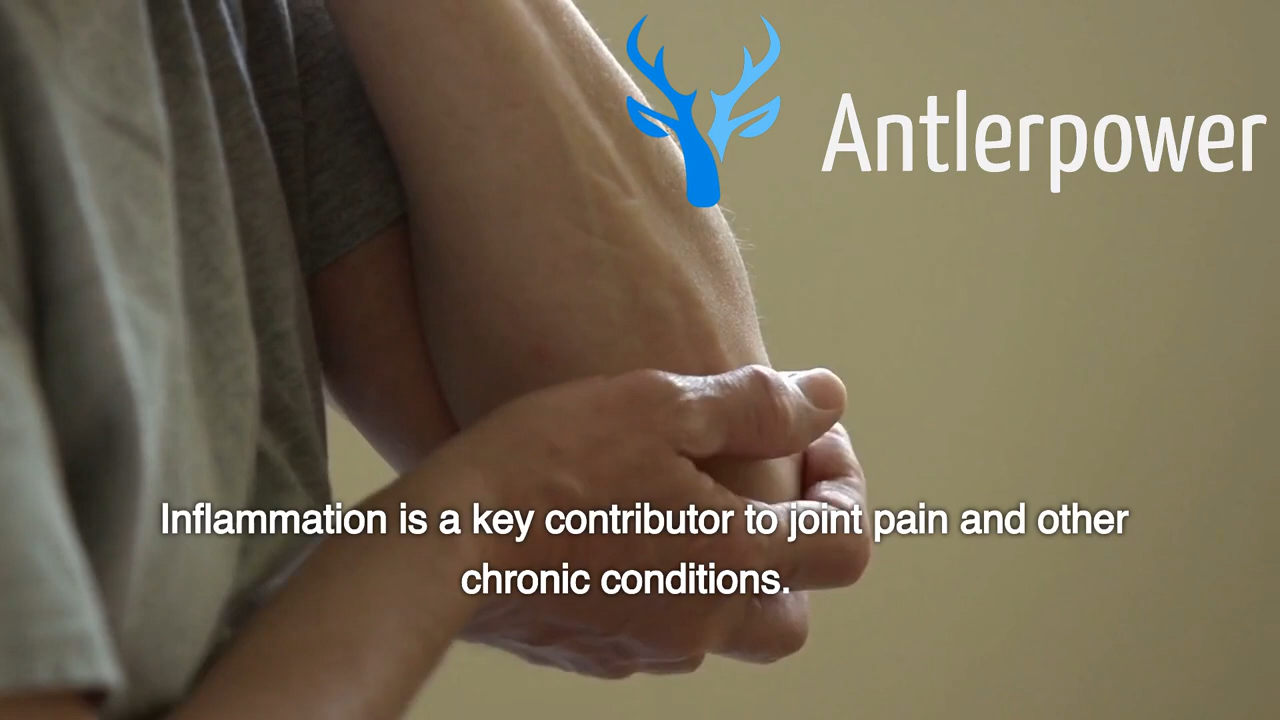 Antlerpower
Inflammation is a key contributor to joint pain and other
chronic conditions.